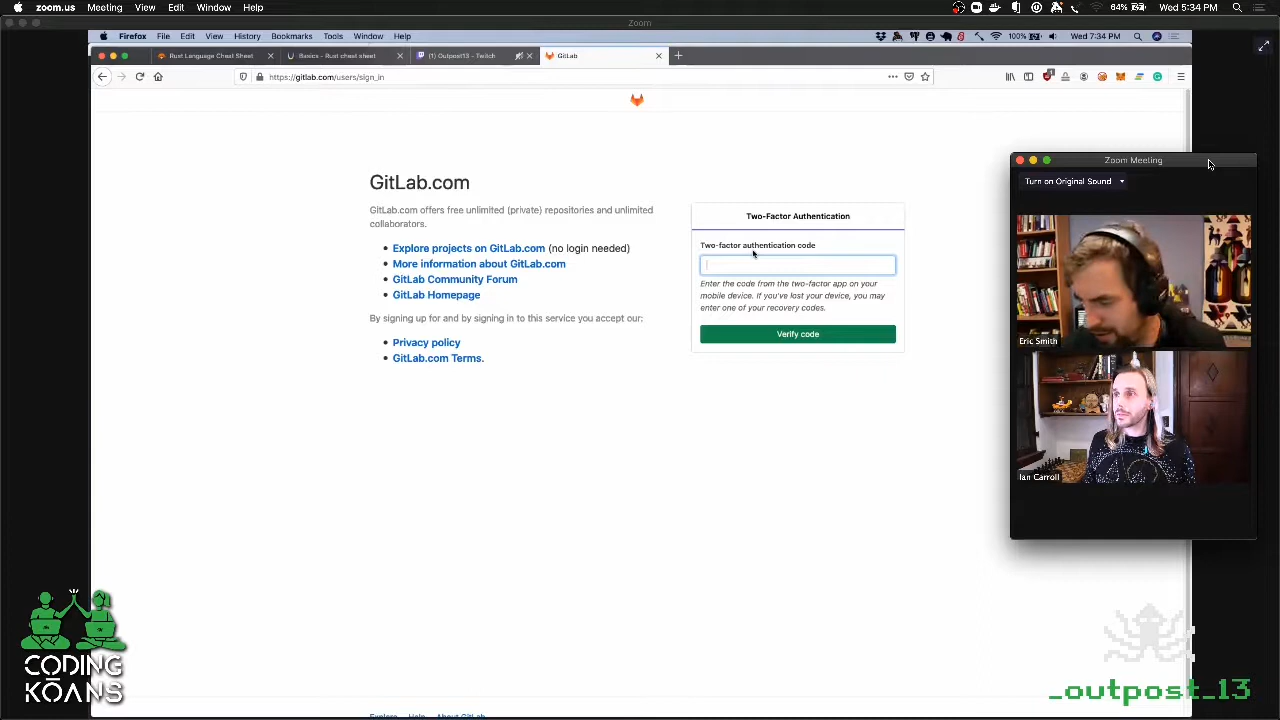 zoom.us Meeting View Edit Window Help
64% Wed 5:34 PM
Zoom
Firefox File Edit View History Bookmarks Tools Window Help
100% Wed 7:34 PM
Rust Language Cheat Sheet
Basics - Rust cheat sheet
(1) Outpost13 - Twitch
GitLab
https://gitlab.com/users/sign_in
GitLab.com
GitLab.com offers free unlimited (private) repositories and unlimited
collaborators.
Explore projects on GitLab.com (no login needed)
More information about GitLab.com
GitLab Community Forum
GitLab Homepage
By signing up for and by signing in to this service you accept our:
Privacy policy
GitLab.com Terms.
Two-Factor Authentication
Two-factor authentication code
Enter the code from the two-factor app on your
mobile device. If you've lost your device, you may
enter one of your recovery codes.
Verify code
Zoom Meeting
Turn on Original Sound
Eric Smith
Ian Carroll
CODING
KOANS
_outpost_13
Explore Help About GitLab